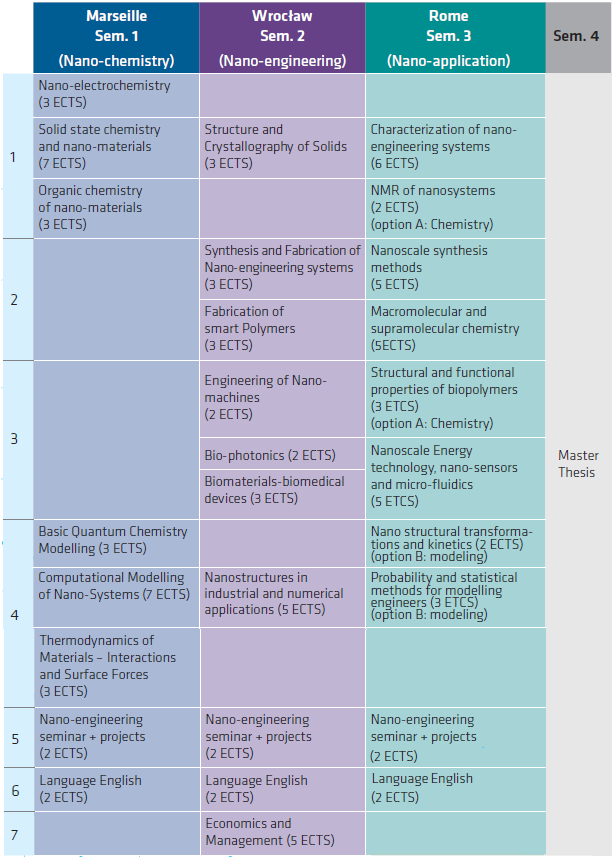 Marseille
Sem. 1
(Nano-chemistry)
Wrocław
Sem. 2
(Nano-engineering)
Rome
Sem. 3
(Nano-application)
Sem. 4
1
Nano-electrochemistry
(3 ECTS)
Solid state chemistry
and nano-materials
(7 ECTS)
Structure and
Crystallography of Solids
(3 ECTS)
Characterization of nano-
engineering systems
(6 ECTS)
Organic chemistry
of nano-materials
(3 ECTS)
NMR of nanosystems
(2 ECTS)
(option A: Chemistry)
2
Synthesis and Fabrication of
Nano-engineering systems
(3 ECTS)
Nanoscale synthesis
methods
(5 ECTS)
Fabrication of
smart Polymers
(3 ECTS)
Macromolecular and
supramolecular chemistry
(5ECTS)
3
Engineering of Nano-
machines
(2 ECTS)
Structural and functional
properties of biopolymers
(3 ETCS)
(option A: Chemistry)
Bio-photonics (2 ECTS)
Biomaterials-biomedical
devices (3 ECTS)
Nanoscale Energy
technology, nano-sensors
and micro-fluidics
(5 ETCS)
Master
Thesis
4
Basic Quantum Chemistry
Modelling (3 ECTS)
Nano structural transforma-
tions and kinetics (2 ECTS)
(option B: modeling)
Computational Modelling
of Nano-Systems (7 ECTS)
Nanostructures in
industrial and numerical
applications (5 ECTS)
Probability and statistical
methods for modelling
engineers (3 ETCS)
(option B: modeling)
Thermodynamics of
Materials – Interactions
and Surface Forces
(3 ECTS)
5
Nano-engineering
seminar + projects
(2 ECTS)
Nano-engineering
seminar + projects
(2 ECTS)
Nano-engineering
seminar + projects
(2 ECTS)
6
Language English
(2 ECTS)
Language English
(2 ECTS)
Language English
(2 ECTS)
7
Economics and
Management (5 ECTS)